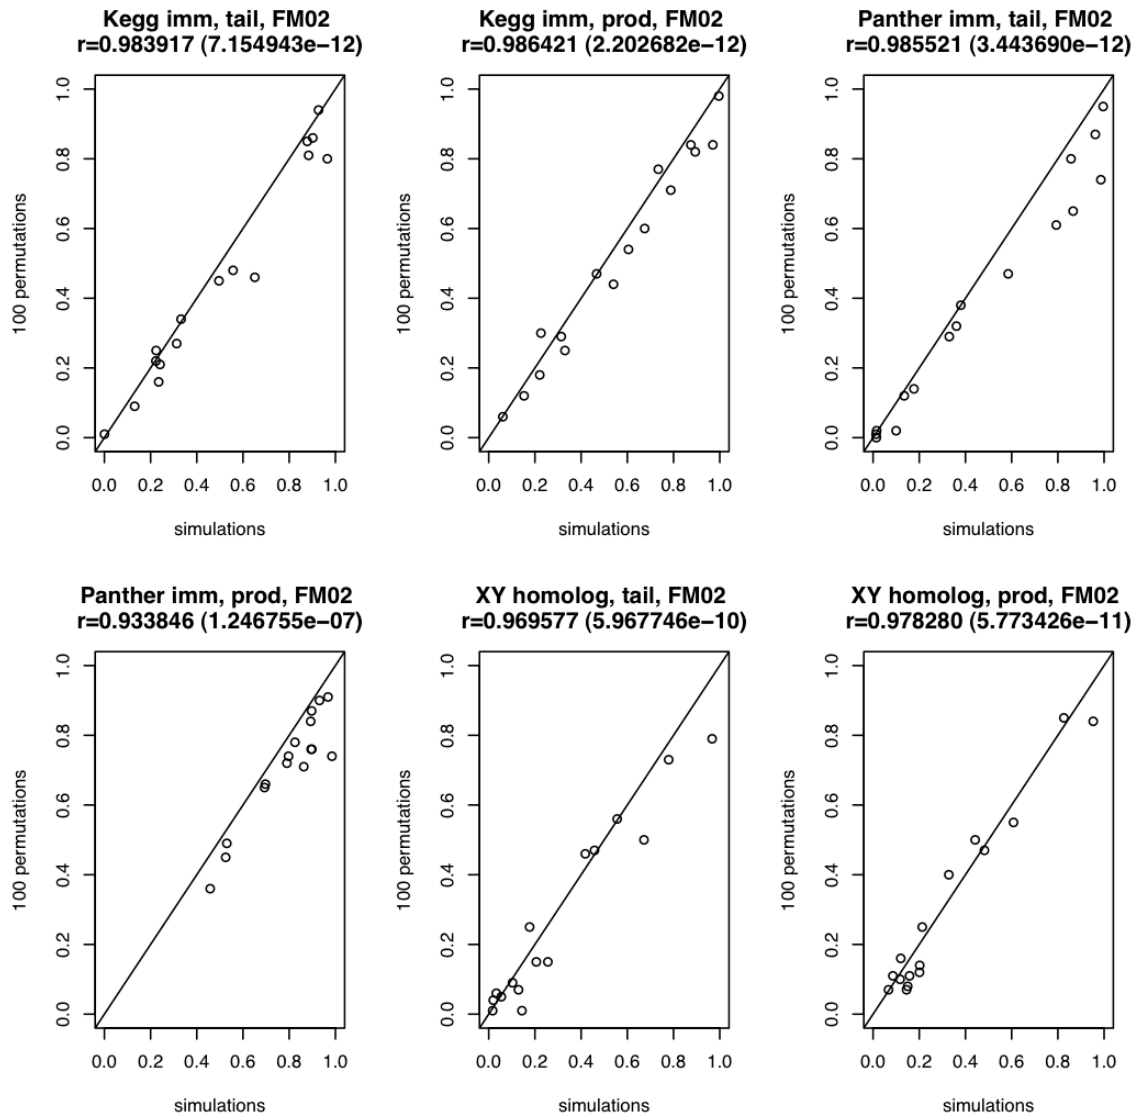 Kegg imm, tail, FM02
r=0.983917 (7.154943e−12)
100 permutations
0.0 0.2 0.4 0.6 0.8 1.0
0.0 0.2 0.4 0.6 0.8 1.0
simulations
Kegg imm, prod, FM02
r=0.986421 (2.202682e−12)
100 permutations
0.0 0.2 0.4 0.6 0.8 1.0
0.0 0.2 0.4 0.6 0.8 1.0
simulations
Panther imm, tail, FM02
r=0.985521 (3.443690e−12)
100 permutations
0.0 0.2 0.4 0.6 0.8 1.0
0.0 0.2 0.4 0.6 0.8 1.0
simulations
Panther imm, prod, FM02
r=0.933846 (1.246755e−07)
100 permutations
0.0 0.2 0.4 0.6 0.8 1.0
0.0 0.2 0.4 0.6 0.8 1.0
simulations
XY homolog, tail, FM02
r=0.969577 (5.967746e−10)
100 permutations
0.0 0.2 0.4 0.6 0.8 1.0
0.0 0.2 0.4 0.6 0.8 1.0
simulations
XY homolog, prod, FM02
r=0.978280 (5.773426e−11)
100 permutations
0.0 0.2 0.4 0.6 0.8 1.0
0.0 0.2 0.4 0.6 0.8 1.0
simulations